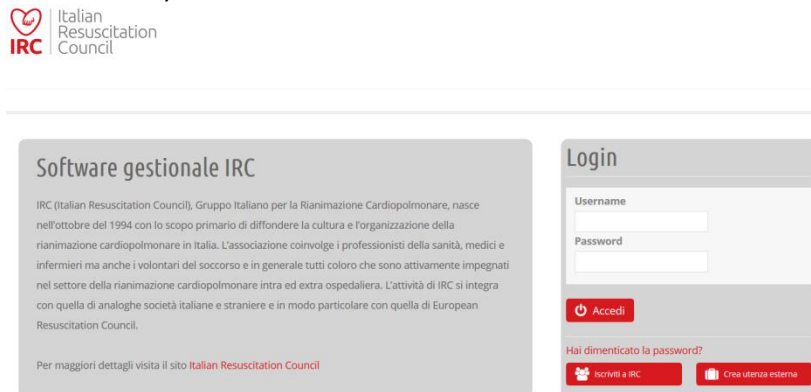 Italian
Resuscitation
IRC Council
Software gestionale IRC
IRC (Italian Resuscitation Council), Gruppo Italiano per la Rianimazione Cardiopolmonare, nasce
nell'ottobre del 1994 con lo scopo primario di diffondere la cultura e l'organizzazione della
rianimazione cardiopolmonare in Italia. L'associazione coinvolge i professionisti della sanità, medici e
infermieri ma anche i volontari del soccorso e in generale tutti coloro che sono attivamente impegnati
nel settore della rianimazione cardiopolmonare intra ed extra ospedaliera. L'attività di IRC si integra
con quella di analoghe società italiane e straniere e in modo particolare con quella di European
Resuscitation Council.
Per maggiori dettagli visita il sito Italian Resuscitation Council
Login
Username
Password
Accedi
Hai dimenticato la password?
Iscriviti a IRC
Crea utenza esterna